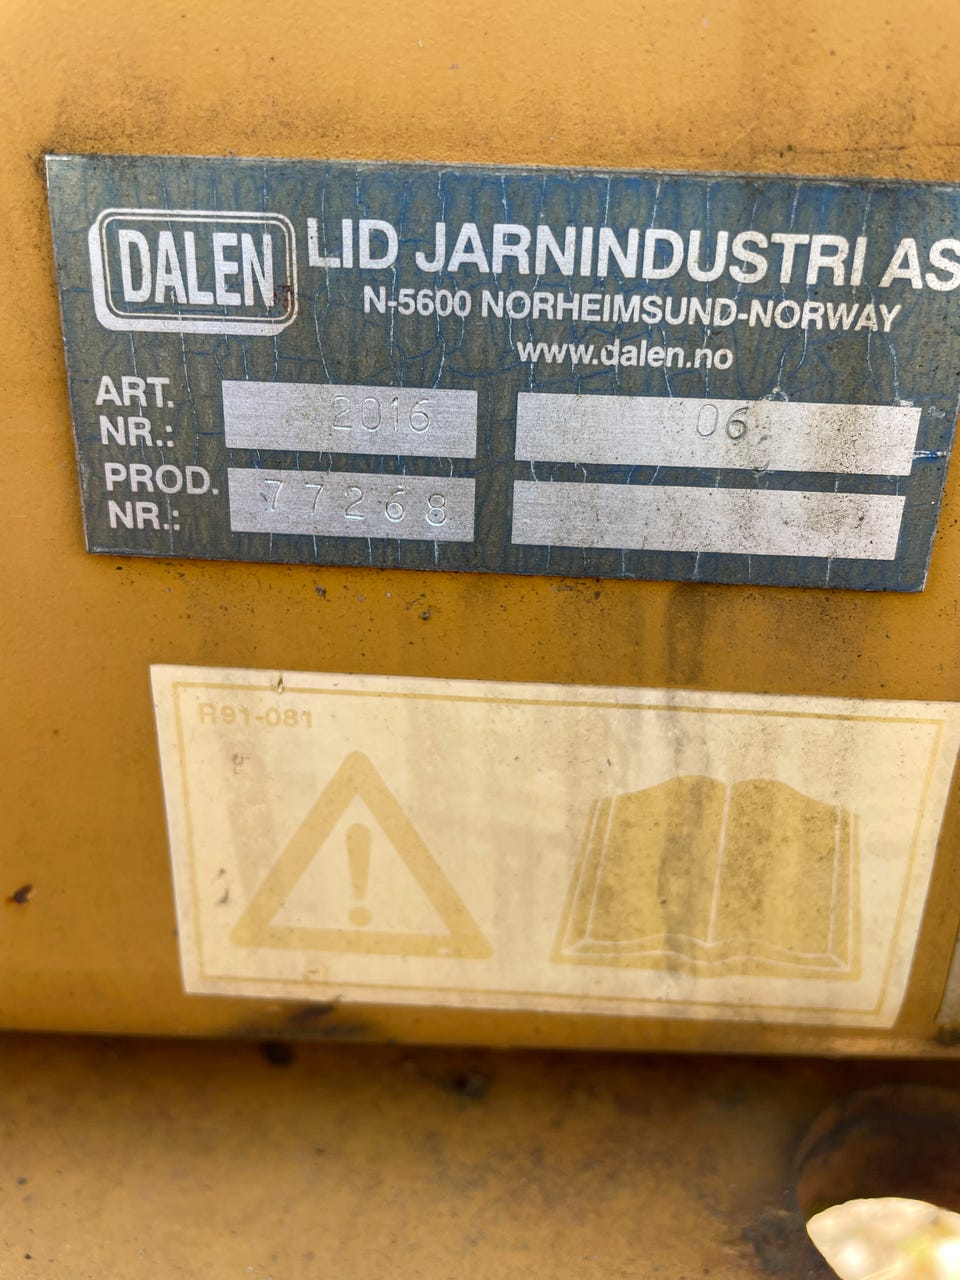 DALEN LID JARNINDUSTRI AS
N-5600 NORHEIMSUND-NORWAY
www.dalen.no
ART. NR.: 2016 06
PROD. NR.: 77268
R91-081